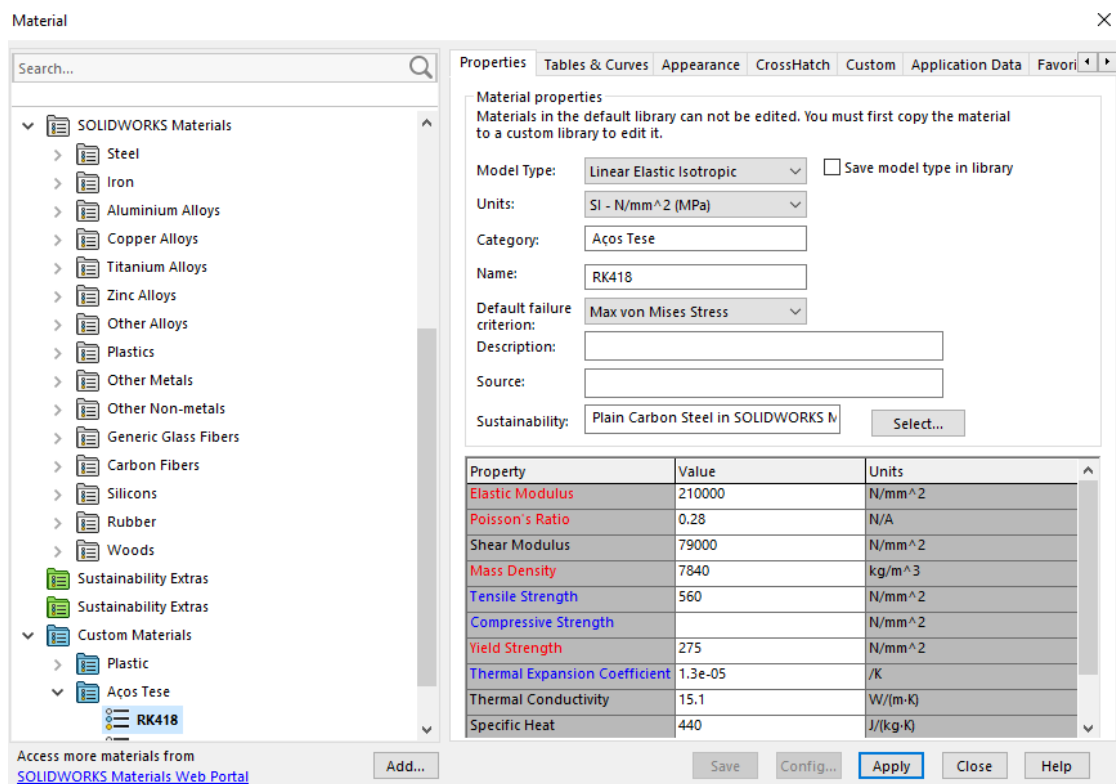 Material
Search...
SOLIDWORKS Materials
Steel
Iron
Aluminium Alloys
Copper Alloys
Titanium Alloys
Zinc Alloys
Other Alloys
Plastics
Other Metals
Other Non-metals
Generic Glass Fibers
Carbon Fibers
Silicons
Rubber
Woods
Sustainability Extras
Sustainability Extras
Custom Materials
Plastic
Aços Tese
RK418
Access more materials from
SOLIDWORKS Materials Web Portal
Add...
Properties Tables & Curves Appearance CrossHatch Custom Application Data Favori
Material properties
Materials in the default library can not be edited. You must first copy the material
to a custom library to edit it.
Model Type: Linear Elastic Isotropic Save model type in library
Units: SI - N/mm^2 (MPa)
Category: Aços Tese
Name: RK418
Default failure
criterion: Max von Mises Stress
Description:
Source:
Sustainability: Plain Carbon Steel in SOLIDWORKS M Select...
Property Value Units
Elastic Modulus 210000 N/mm^2
Poisson's Ratio 0.28 N/A
Shear Modulus 79000 N/mm^2
Mass Density 7840 kg/m^3
Tensile Strength 560 N/mm^2
Compressive Strength N/mm^2
Yield Strength 275 N/mm^2
Thermal Expansion Coefficient 1.3e-05 /K
Thermal Conductivity 15.1 W/(m·K)
Specific Heat 440 J/(kg·K)
Save Config... Apply Close Help